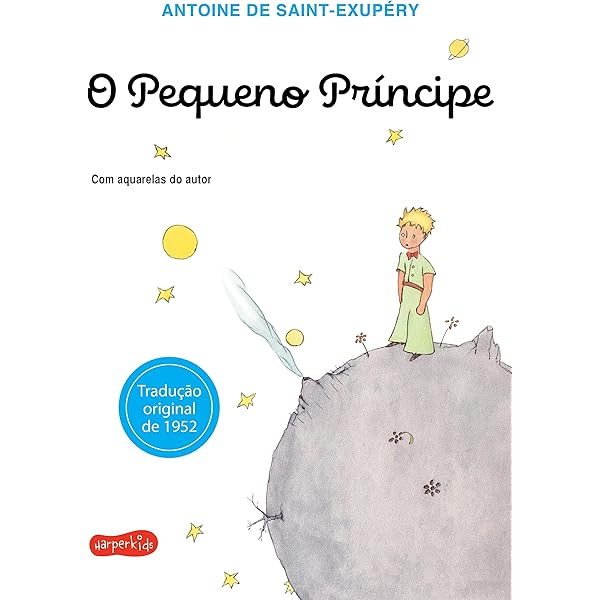 ANTOINE DE SAINT-EXUPÉRY
O Pequeno Príncipe
Com aquarelas do autor
Tradução
original
de 1952
Harperkids